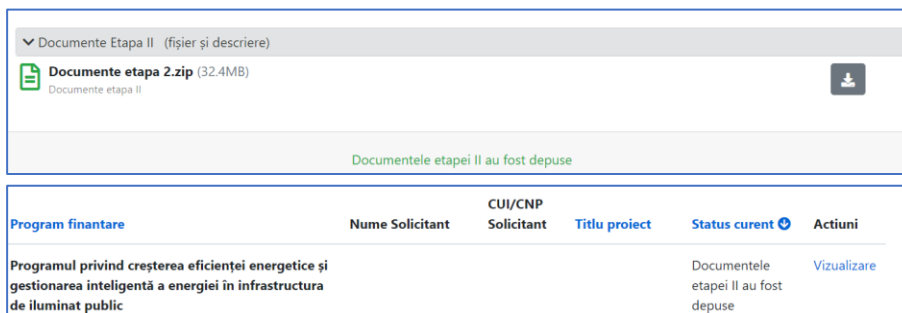 Documente Etapa II (fișier și descriere)
Documente etapa 2.zip (32.4MB)
Documente etapa II
Documentele etapei II au fost depuse
Program finantare Nume Solicitant CUI/CNP Solicitant Titlu proiect Status curent Actiuni
Programul privind creșterea eficienței energetice și
gestionarea inteligentă a energiei în infrastructura
de iluminat public
Documentele
etapei II au fost
depuse
Vizualizare